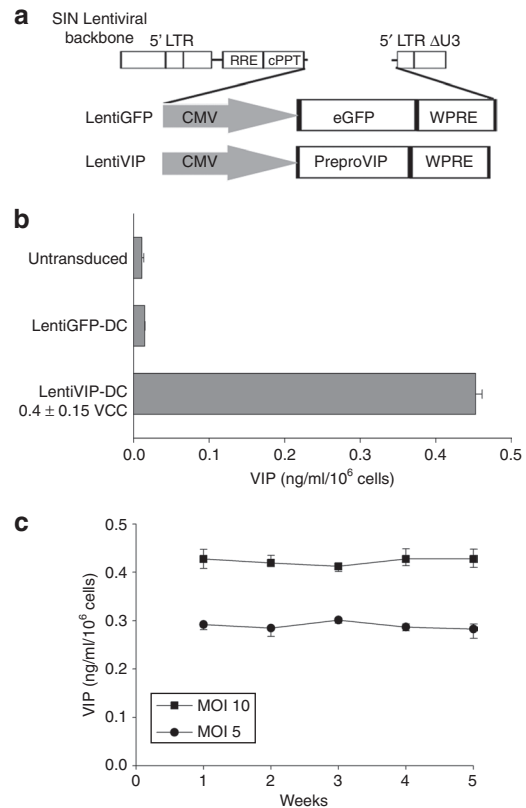 a
SIN Lentiviral
backbone
5' LTR
5' LTR ΔU3
RRE
cPPT
LentiGFP
CMV
eGFP
WPRE
LentiVIP
CMV
PreproVIP
WPRE
b
Untransduced
LentiGFP-DC
LentiVIP-DC
0.4 ± 0.15 VCC
0.0 0.1 0.2 0.3 0.4 0.5
VIP (ng/ml/10⁶ cells)
c
VIP (ng/ml/10⁶ cells)
0.5
0.4
0.3
0.2
0.1
0.0
MOI 10
MOI 5
0 1 2 3 4 5
Weeks